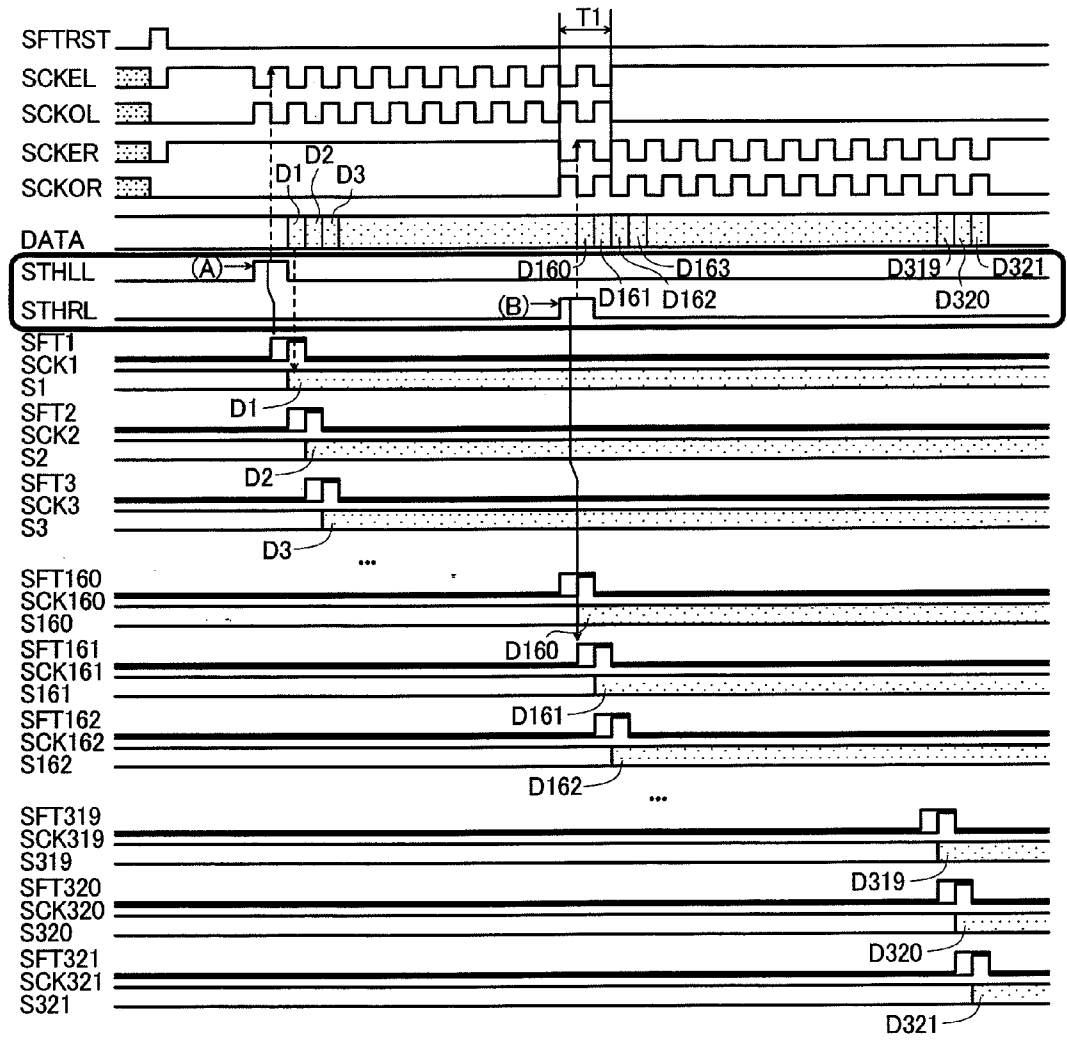 T1
SFTRST
SCKEL
SCKOL
SCKER
SCKOR
D1 D2 D3
DATA
STHLL (A) D160 D161 D162 D163 D319 D320 D321
STHRL (B)
SFT1
SCK1
S1
D1
SFT2
SCK2
S2
D2
SFT3
SCK3
S3
D3
...
SFT160
SCK160
S160
D160
SFT161
SCK161
S161
D161
SFT162
SCK162
S162
D162
...
SFT319
SCK319
S319
D319
SFT320
SCK320
S320
D320
SFT321
SCK321
S321
D321